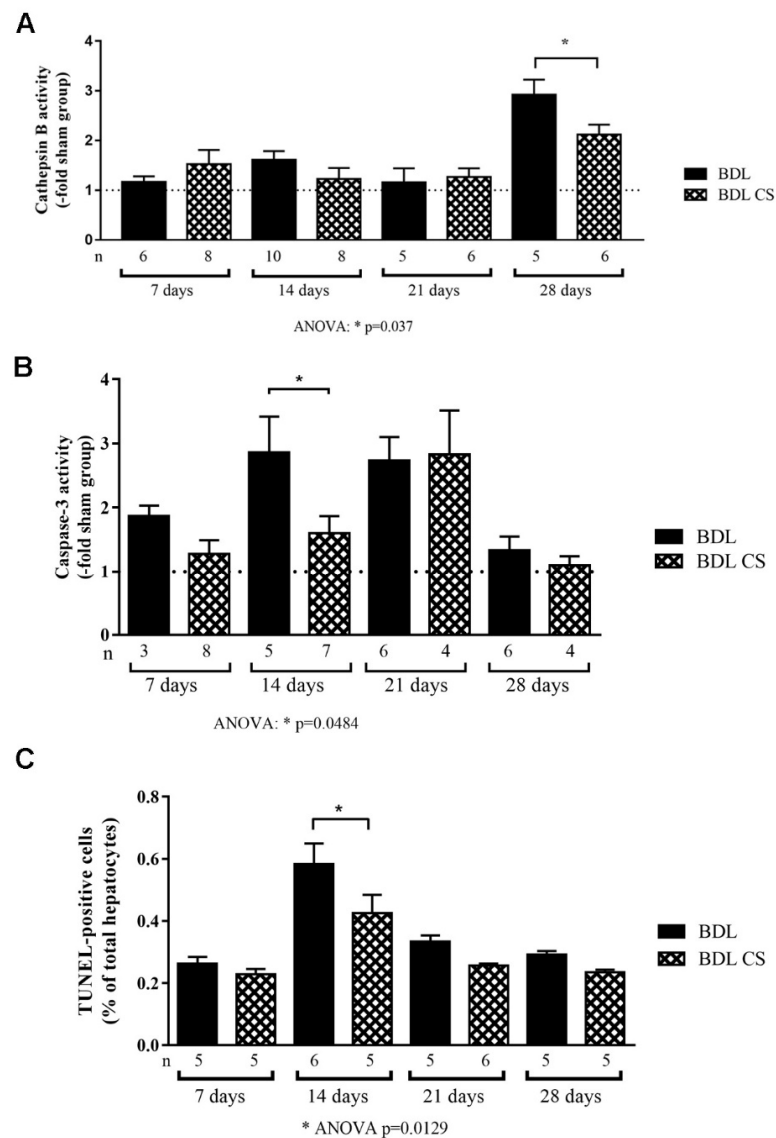 A
Cathepsin B activity
(-fold sham group)
4
3
2
1
0
*
BDL
BDL CS
n 6 8 10 8 5 6 5 6
7 days 14 days 21 days 28 days
ANOVA: * p=0.037
B
Caspase-3 activity
(-fold sham group)
4
3
2
1
0
*
BDL
BDL CS
n 3 8 5 7 6 4 6 4
7 days 14 days 21 days 28 days
ANOVA: * p=0.0484
C
TUNEL-positive cells
(% of total hepatocytes)
0.8
0.6
0.4
0.2
0.0
*
BDL
BDL CS
n 5 5 6 5 5 6 5 5
7 days 14 days 21 days 28 days
* ANOVA p=0.0129